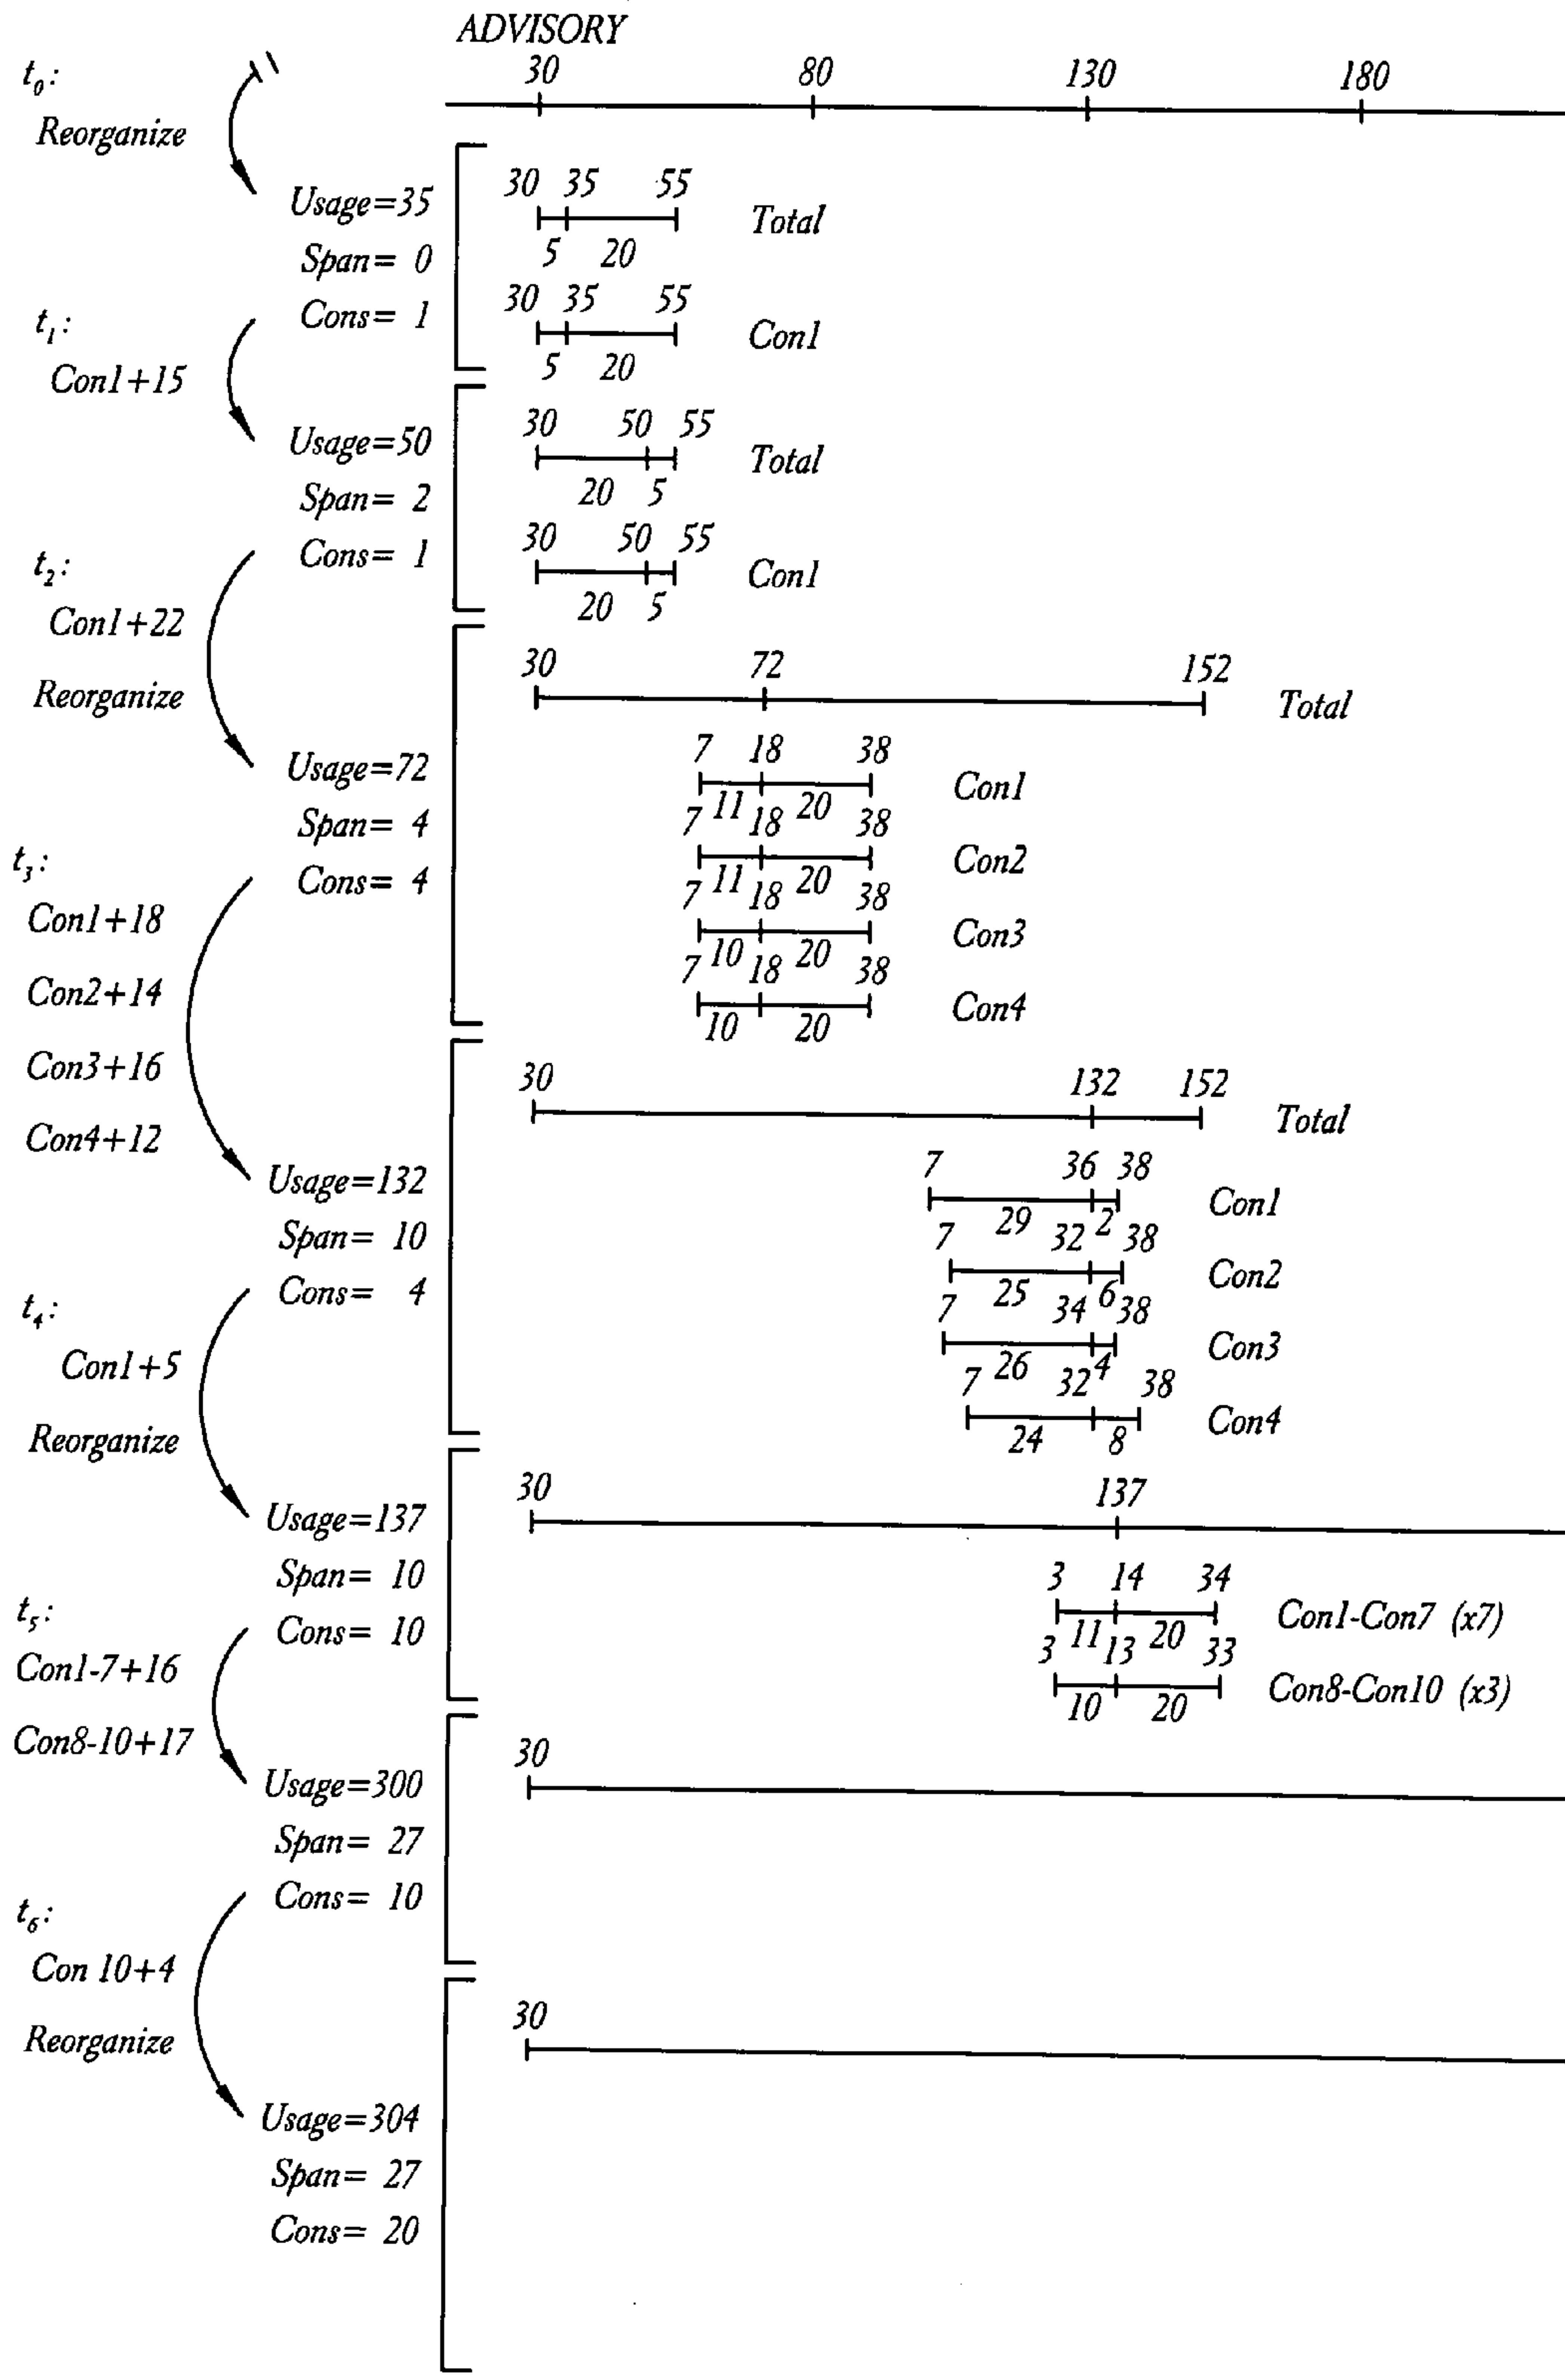 ADVISORY
30 80 130 180
t0:
Reorganize
Usage=35
Span= 0
Cons= 1
30 35 55
Total
5 20
30 35 55
Con1
5 20
t1:
Con1+15
Usage=50
Span= 2
Cons= 1
30 50 55
Total
20 5
30 50 55
Con1
20 5
t2:
Con1+22
Reorganize
Usage=72
Span= 4
Cons= 4
30 72 152
Total
7 18 38
Con1
11 20
7 18 38
Con2
11 20
7 18 38
Con3
10 20
7 18 38
Con4
10 20
t3:
Con1+18
Con2+14
Con3+16
Con4+12
Usage=132
Span= 10
Cons= 4
30 132 152
Total
7 36 38
Con1
29 2
7 32 38
Con2
25 6
7 34 38
Con3
26 4
7 32 38
Con4
24 8
t4:
Con1+5
Reorganize
Usage=137
Span= 10
Cons= 10
30 137
3 14 34
Con1-Con7 (x7)
11 20
3 13 33
Con8-Con10 (x3)
10 20
t5:
Con1-7+16
Con8-10+17
Usage=300
Span= 27
Cons= 10
30
t6:
Con 10+4
Reorganize
Usage=304
Span= 27
Cons= 20
30